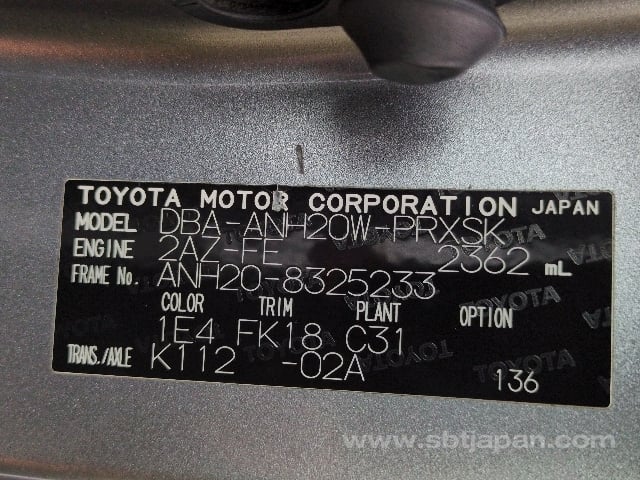 TOYOTA MOTOR CORPORATION JAPAN
MODEL DBA-ANH20W-PRXSK
ENGINE 2AZ-FE 2362 mL
FRAME No. ANH20-8325233
COLOR TRIM PLANT OPTION
1E4 FK18 C31
TRANS./AXLE K112 -02A
136
www.sbtjapan.com